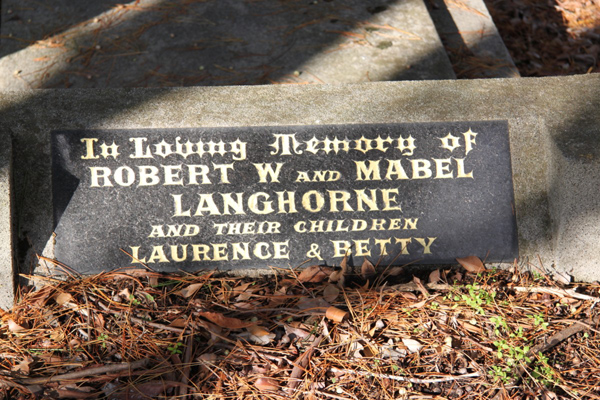 In Loving Memory of
ROBERT W AND MABEL
LANGHORNE
AND THEIR CHILDREN
LAURENCE & BETTY